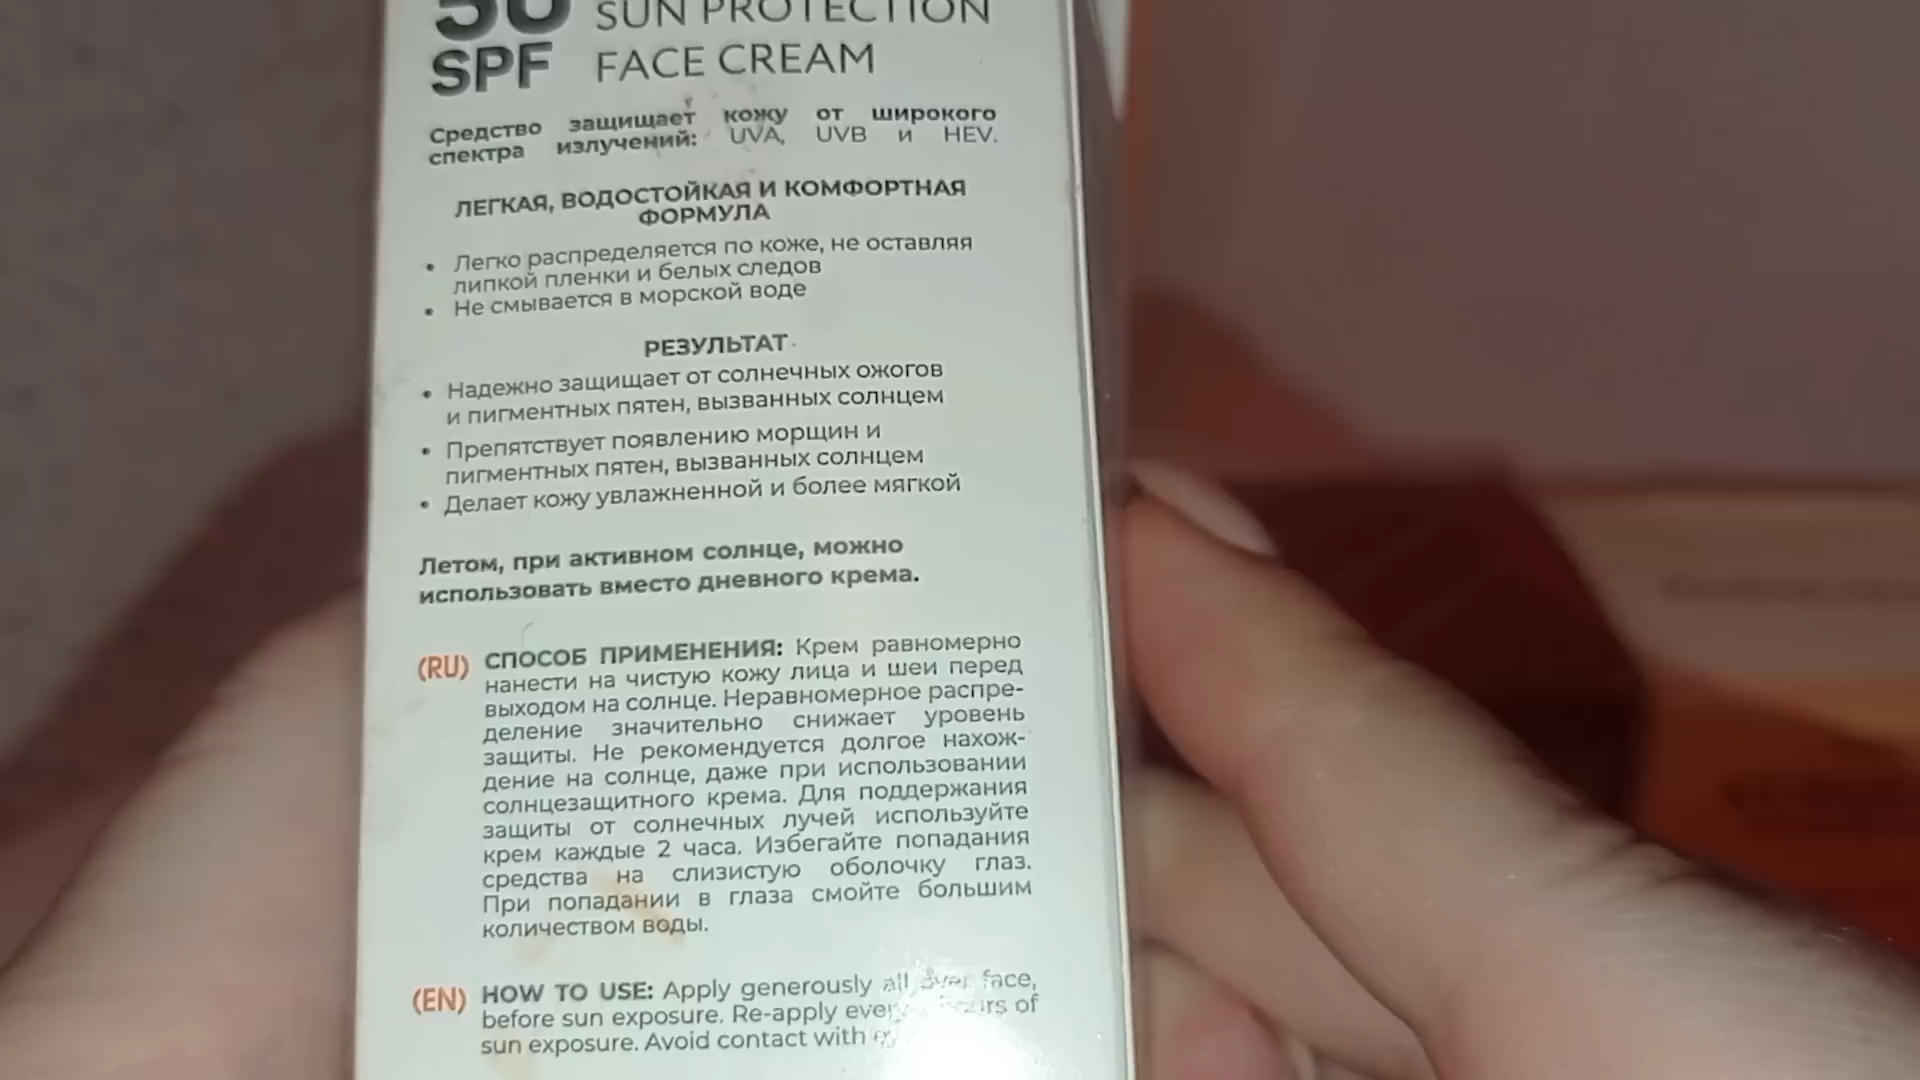 50 SUN PROTECTION
SPF FACE CREAM
Средство защищает кожу от широкого
спектра излучений: UVA, UVB и HEV.
ЛЕГКАЯ, ВОДОСТОЙКАЯ И КОМФОРТНАЯ
ФОРМУЛА
• Легко распределяется по коже, не оставляя
липкой пленки и белых следов
• Не смывается в морской воде
РЕЗУЛЬТАТ
• Надежно защищает от солнечных ожогов
и пигментных пятен, вызванных солнцем
• Препятствует появлению морщин и
пигментных пятен, вызванных солнцем
• Делает кожу увлажненной и более мягкой
Летом, при активном солнце, можно
использовать вместо дневного крема.
(RU) СПОСОБ ПРИМЕНЕНИЯ: Крем равномерно
нанести на чистую кожу лица и шеи перед
выходом на солнце. Неравномерное распре-
деление значительно снижает уровень
защиты. Не рекомендуется долгое нахож-
дение на солнце, даже при использовании
солнцезащитного крема. Для поддержания
защиты от солнечных лучей используйте
крем каждые 2 часа. Избегайте попадания
средства на слизистую оболочку глаз.
При попадании в глаза смойте большим
количеством воды.
(EN) HOW TO USE: Apply generously all over face,
before sun exposure. Re-apply every hours of
sun exposure. Avoid contact with